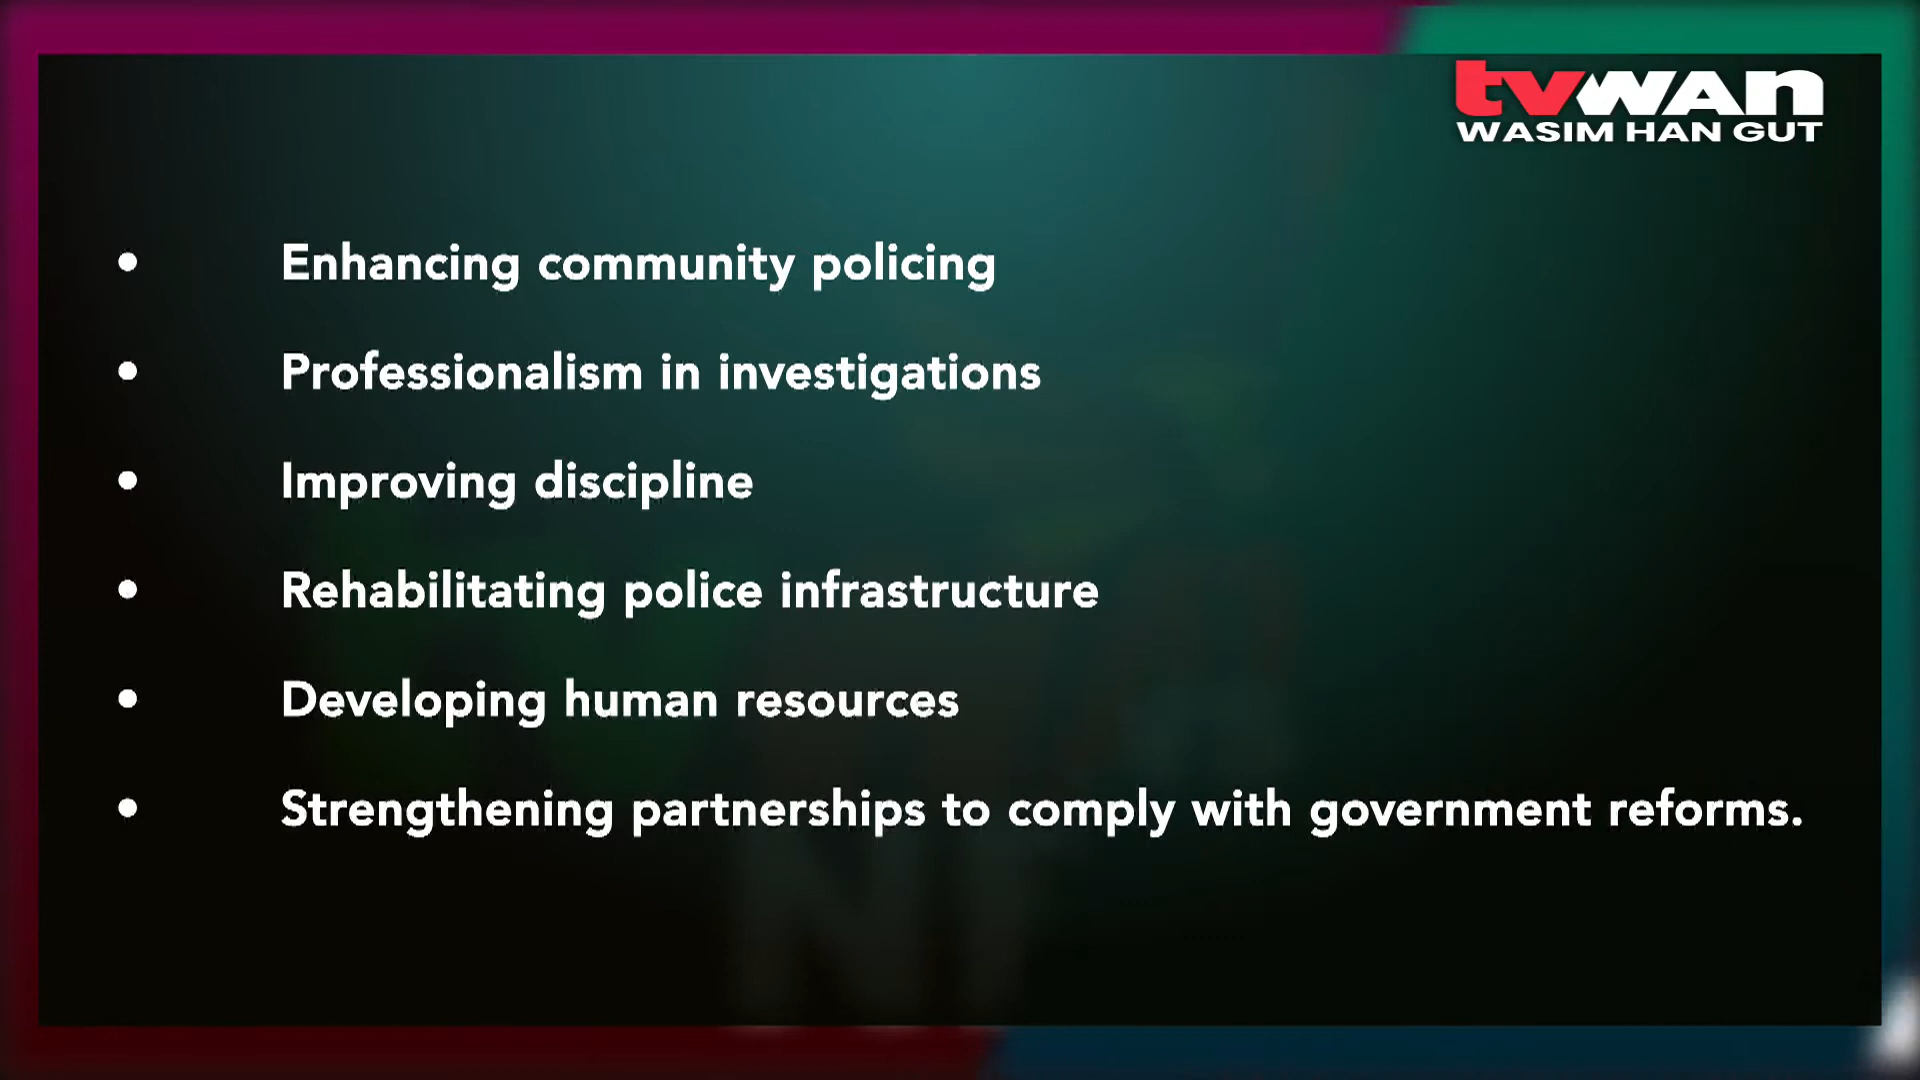 tvwan
WASIM HAN GUT
• Enhancing community policing
• Professionalism in investigations
• Improving discipline
• Rehabilitating police infrastructure
• Developing human resources
• Strengthening partnerships to comply with government reforms.